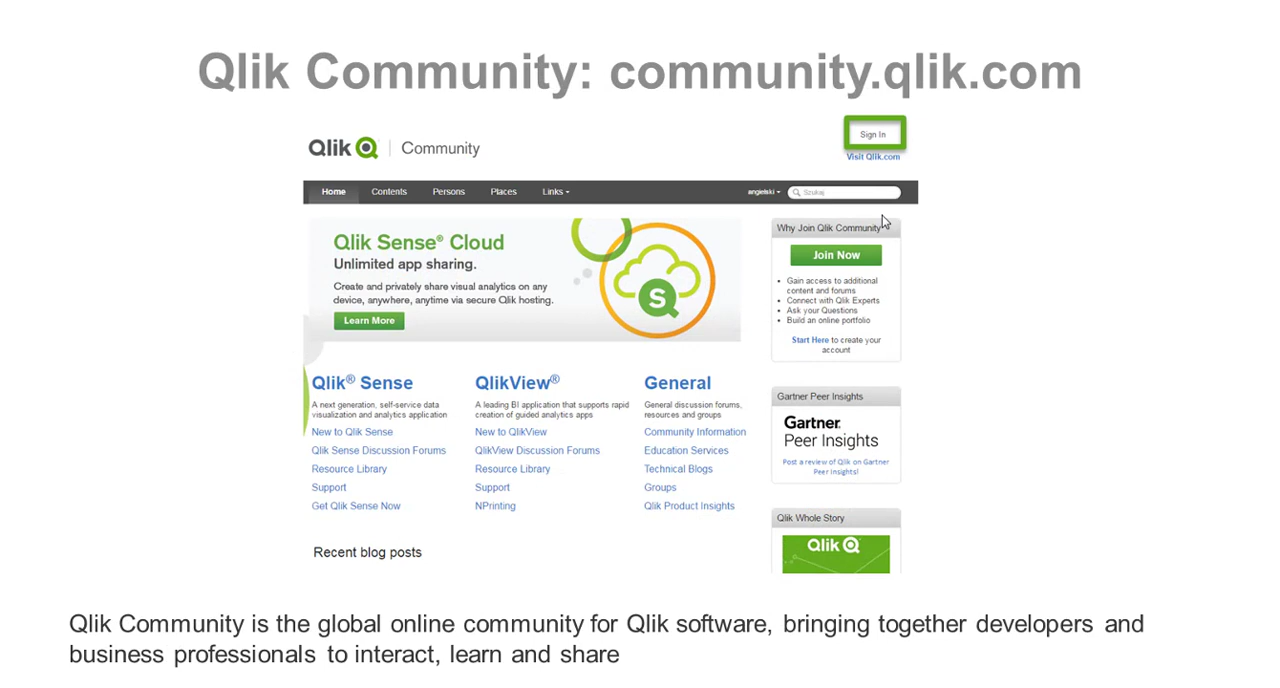 Qlik Community: community.qlik.com
Sign In
Visit Qlik.com
Qlik | Community
Home Contents Persons Places Links angielski Szukaj
Qlik Sense® Cloud
Unlimited app sharing.
Create and privately share visual analytics on any
device, anywhere, anytime via secure Qlik hosting.
Learn More
S
Why Join Qlik Community
Join Now
• Gain access to additional
content and forums
• Connect with Qlik Experts
• Ask your Questions
• Build an online portfolio
Start Here to create your
account
Qlik® Sense
A next generation, self-service data
visualization and analytics application
New to Qlik Sense
Qlik Sense Discussion Forums
Resource Library
Support
Get Qlik Sense Now
QlikView®
A leading BI application that supports rapid
creation of guided analytics apps
New to QlikView
QlikView Discussion Forums
Resource Library
Support
NPrinting
General
General discussion forums,
resources and groups
Community Information
Education Services
Technical Blogs
Groups
Qlik Product Insights
Gartner Peer Insights
Gartner
Peer Insights
Post a review of Qlik on Gartner
Peer Insights!
Qlik Whole Story
Qlik
Recent blog posts
Qlik Community is the global online community for Qlik software, bringing together developers and
business professionals to interact, learn and share